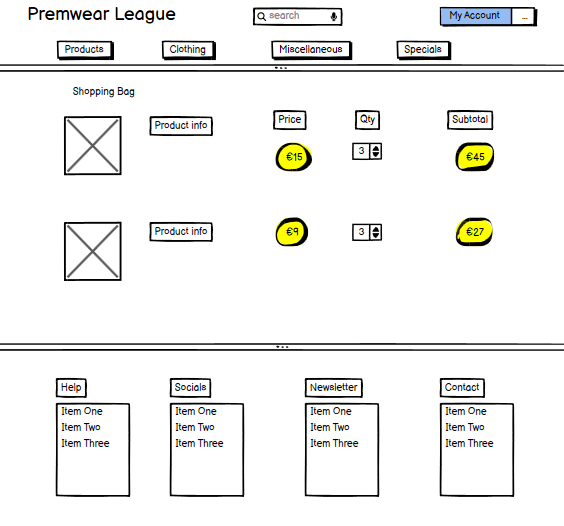 Premwear League
search
My Account
...
Products
Clothing
Miscellaneous
Specials
Shopping Bag
Product info
Price
Qty
Subtotal
€15
3
€45
Product info
€9
3
€27
Help
Socials
Newsletter
Contact
Item One
Item Two
Item Three
Item One
Item Two
Item Three
Item One
Item Two
Item Three
Item One
Item Two
Item Three